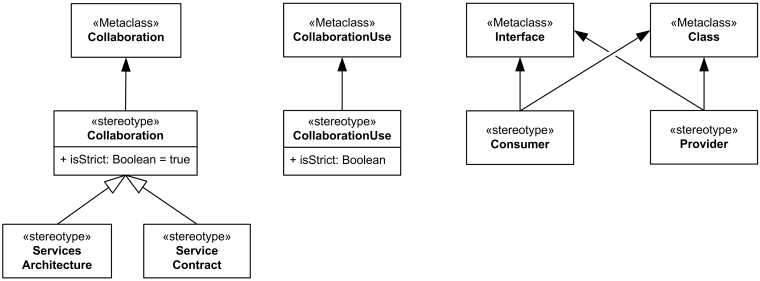 «Metaclass»
Collaboration
«Metaclass»
CollaborationUse
«Metaclass»
Interface
«Metaclass»
Class
«stereotype»
Collaboration
+ isStrict: Boolean = true
«stereotype»
CollaborationUse
+ isStrict: Boolean
«stereotype»
Consumer
«stereotype»
Provider
«stereotype»
Services
Architecture
«stereotype»
Service
Contract